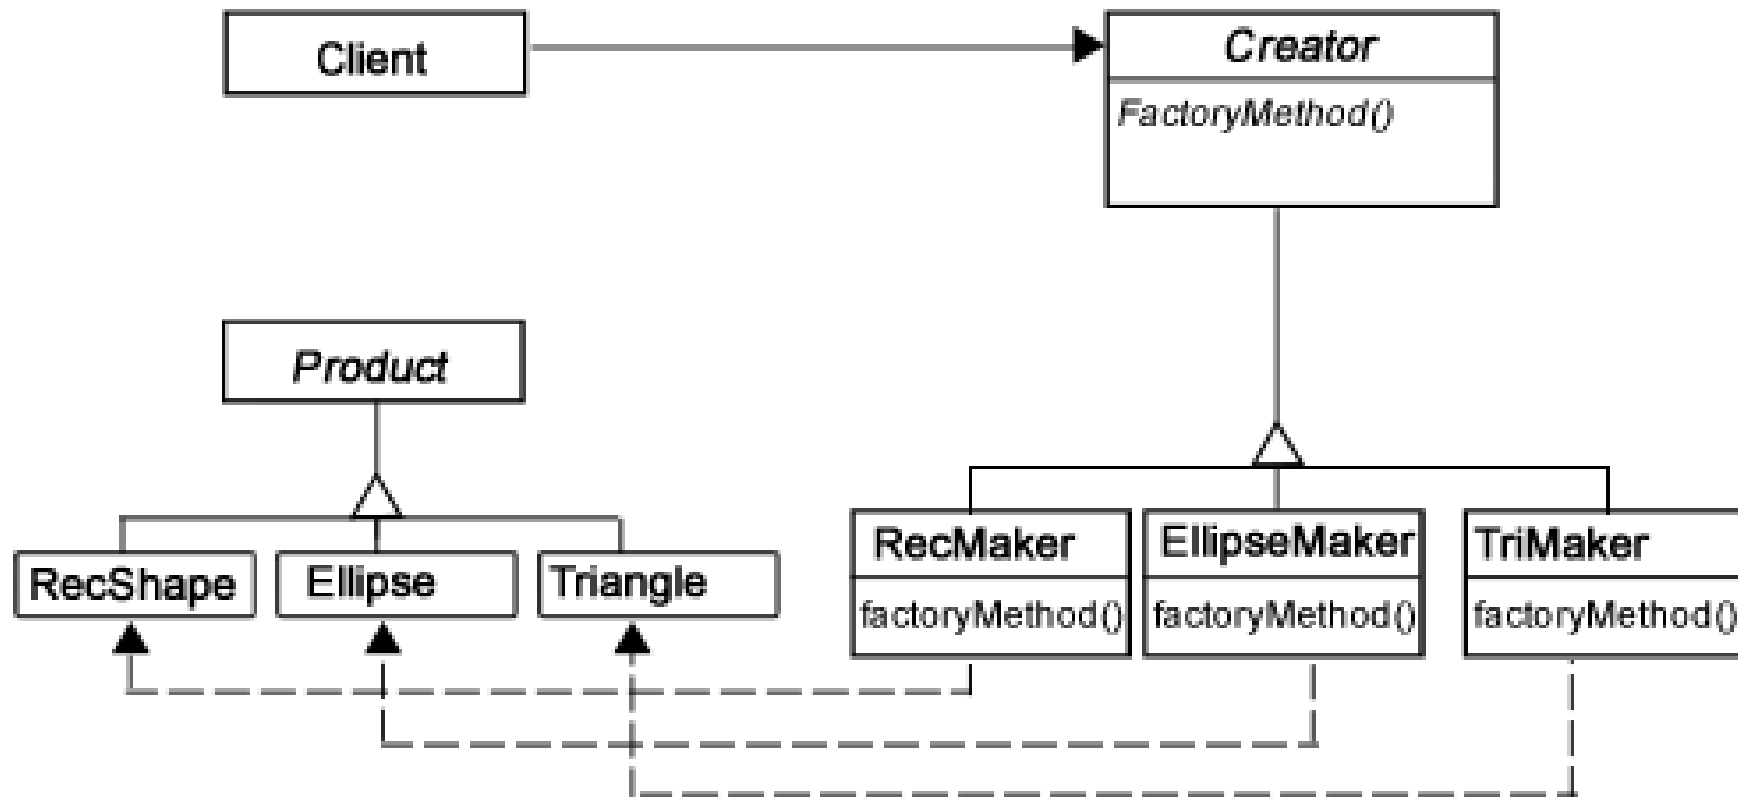 Client
Creator
FactoryMethod()
Product
RecShape
Ellipse
Triangle
RecMaker
factoryMethod()
EllipseMaker
factoryMethod()
TriMaker
factoryMethod()